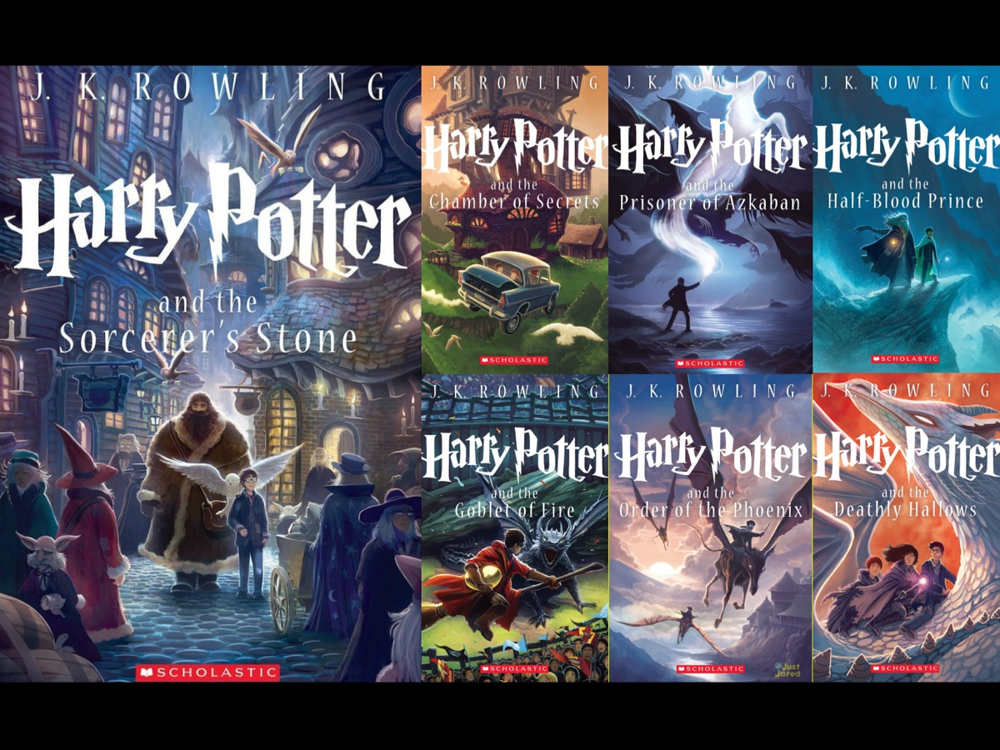 J. K. ROWLING
Harry Potter
and the
Sorcerer's Stone
SCHOLASTIC
J. K. ROWLING
Harry Potter
and the
Chamber of Secrets
SCHOLASTIC
J. K. ROWLING
Harry Potter
and the
Prisoner of Azkaban
SCHOLASTIC
J. K. ROWLING
Harry Potter
and the
Half-Blood Prince
SCHOLASTIC
J. K. ROWLING
Harry Potter
and the
Goblet of Fire
SCHOLASTIC
J. K. ROWLING
Harry Potter
and the
Order of the Phoenix
SCHOLASTIC
Just
Jared
J. K. ROWLING
Harry Potter
and the
Deathly Hallows
SCHOLASTIC